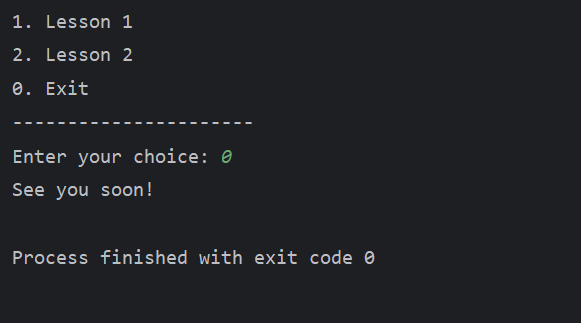 1. Lesson 1
2. Lesson 2
0. Exit
----------------------
Enter your choice: 0
See you soon!
Process finished with exit code 0